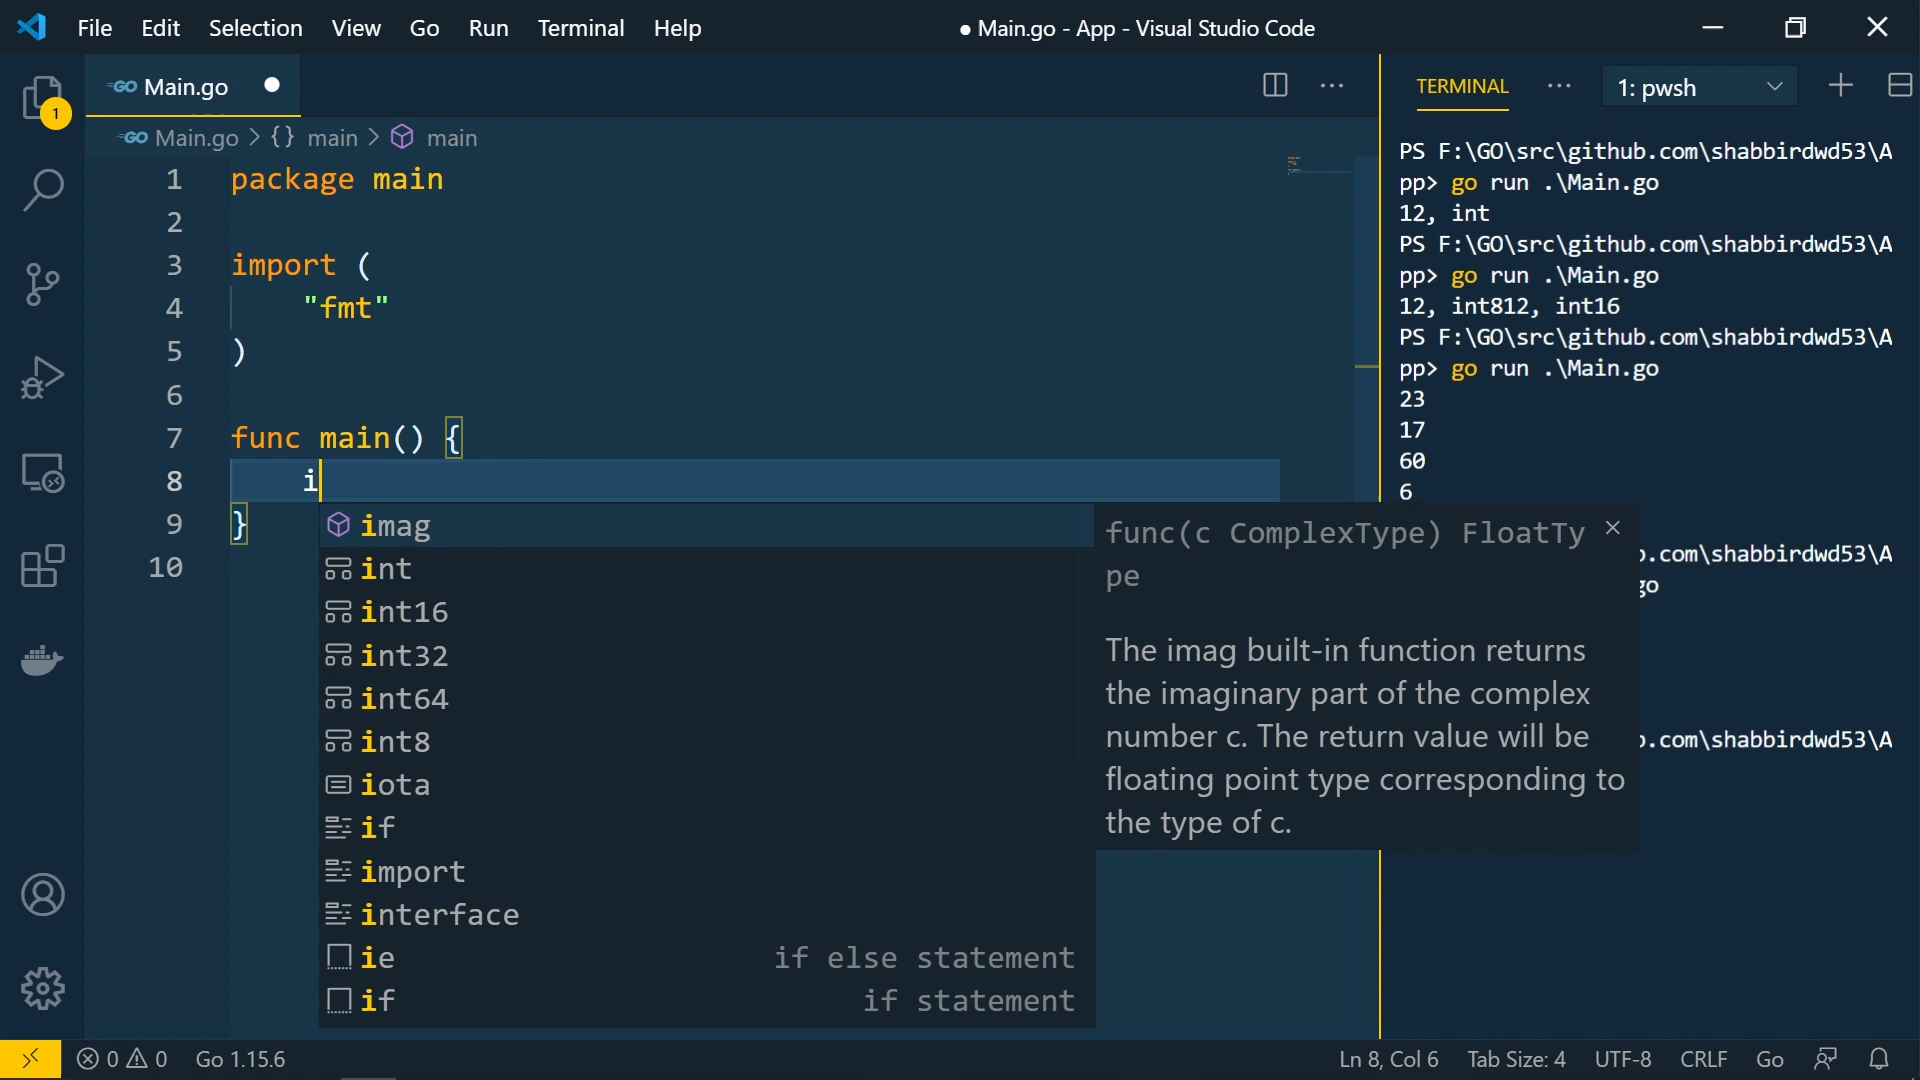 File Edit Selection View Go Run Terminal Help
● Main.go - App - Visual Studio Code
1
GO Main.go ●
GO Main.go > {} main > main
1 package main
2
3 import (
4 "fmt"
5 )
6
7 func main() {
8 i
9 }
10
imag
int
int16
int32
int64
int8
iota
if
import
interface
ie if else statement
if if statement
func(c ComplexType) FloatTy
pe
The imag built-in function returns
the imaginary part of the complex
number c. The return value will be
floating point type corresponding to
the type of c.
TERMINAL ··· 1: pwsh
PS F:\GO\src\github.com\shabbirdwd53\A
pp> go run .\Main.go
12, int
PS F:\GO\src\github.com\shabbirdwd53\A
pp> go run .\Main.go
12, int812, int16
PS F:\GO\src\github.com\shabbirdwd53\A
pp> go run .\Main.go
23
17
60
6
.com\shabbirdwd53\A
go
.com\shabbirdwd53\A
0 0 Go 1.15.6
Ln 8, Col 6 Tab Size: 4 UTF-8 CRLF Go